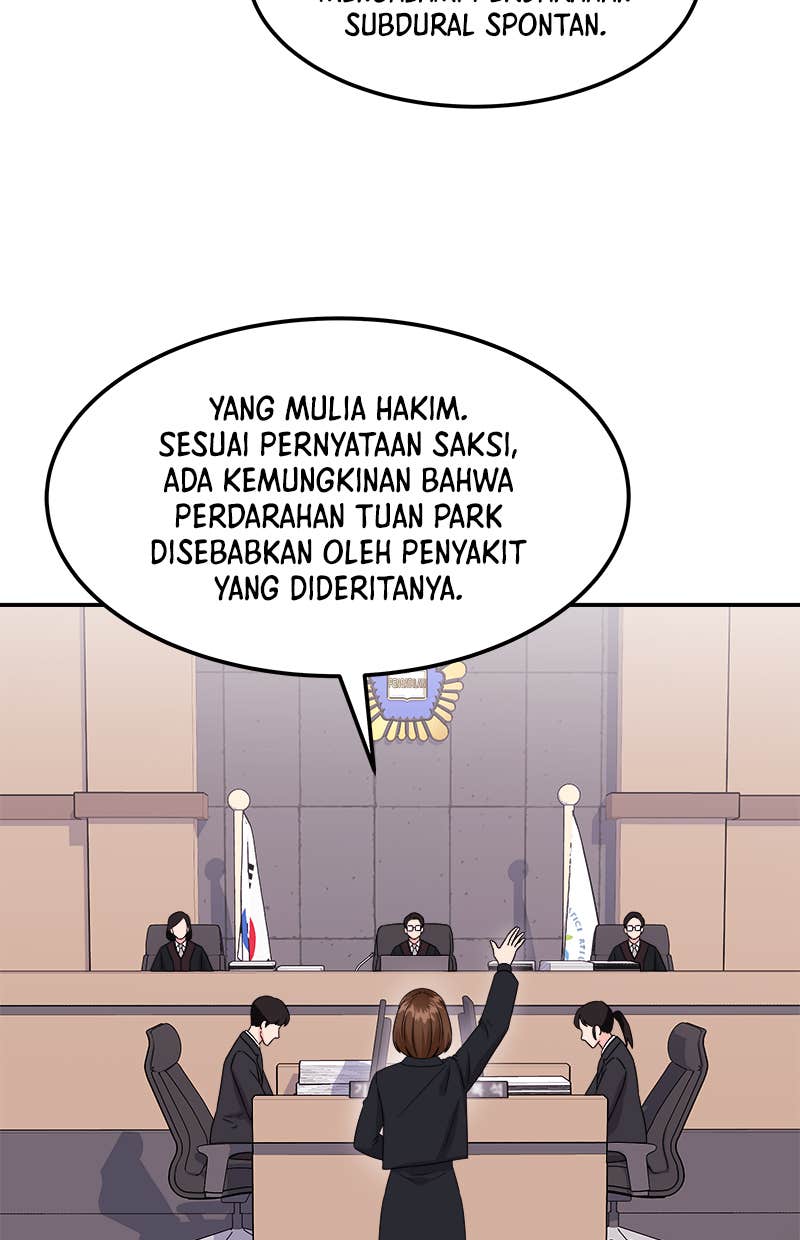 SUBDURAL SPONTAN.
YANG MULIA HAKIM.
SESUAI PERNYATAAN SAKSI,
ADA KEMUNGKINAN BAHWA
PERDARAHAN TUAN PARK
DISEBABKAN OLEH PENYAKIT
YANG DIDERITANYA.